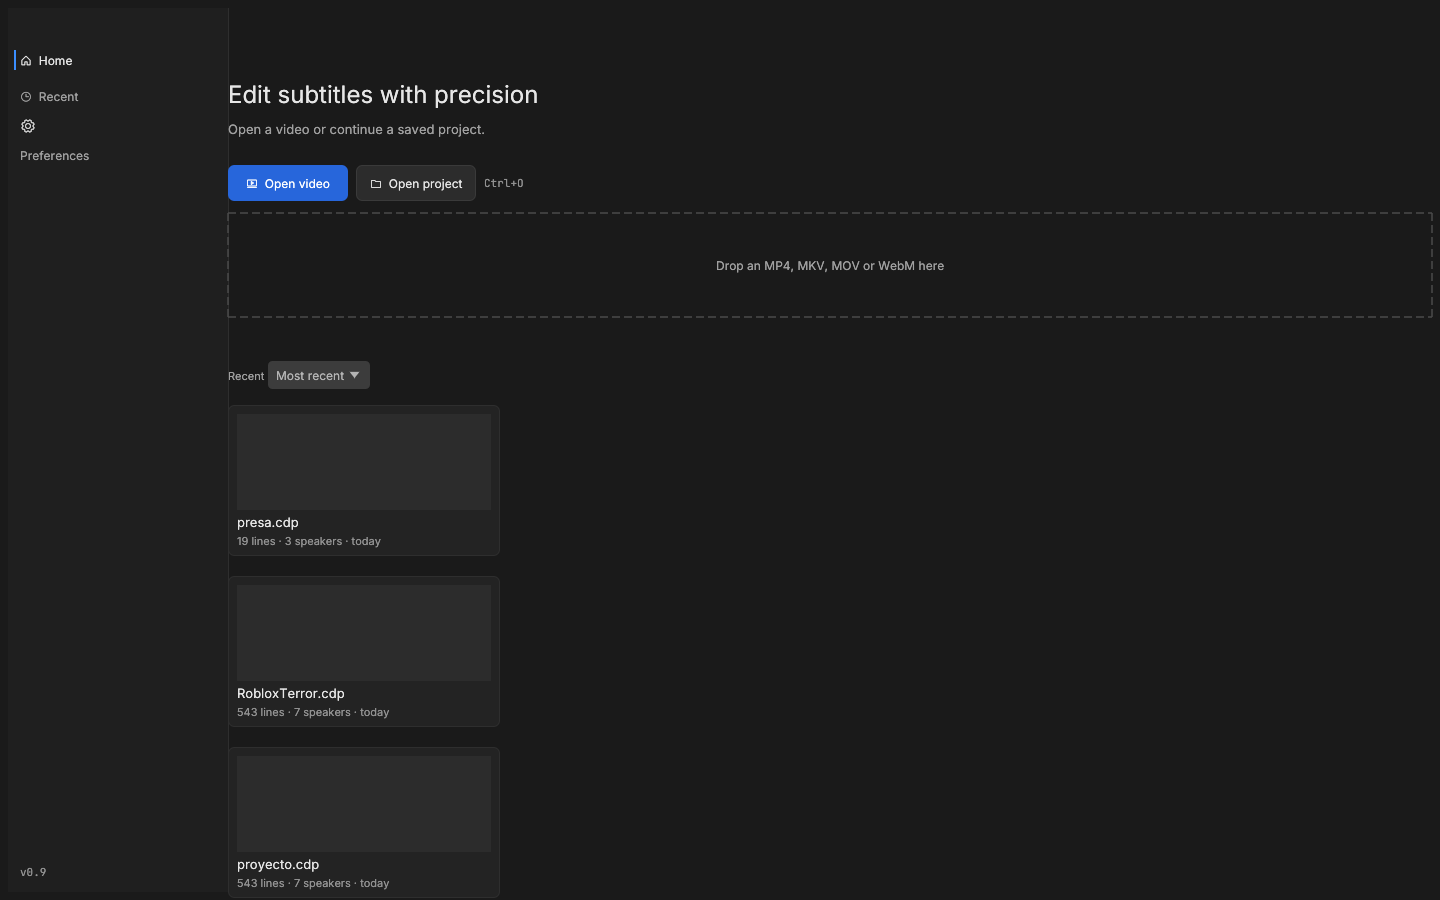 Home
Recent
Preferences
Edit subtitles with precision
Open a video or continue a saved project.
Open video
Open project
Ctrl+O
Drop an MP4, MKV, MOV or WebM here
Recent
Most recent
presa.cdp
19 lines · 3 speakers · today
RobloxTerror.cdp
543 lines · 7 speakers · today
proyecto.cdp
543 lines · 7 speakers · today
v0.9